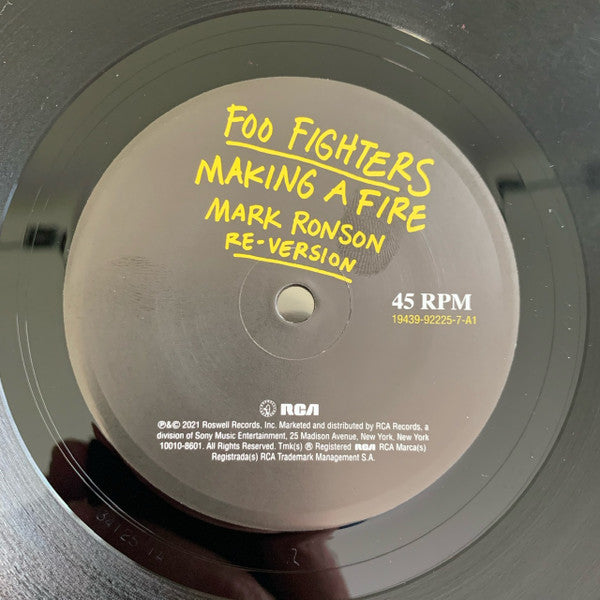 FOO FIGHTERS
MAKING A FIRE
MARK RONSON
RE-VERSION
45 RPM
19439-92225-7-A1
RCA
℗&© 2021 Roswell Records, Inc. Marketed and distributed by RCA Records, a
division of Sony Music Entertainment, 25 Madison Avenue, New York, New York
10010-8601. All Rights Reserved. Tmk(s) ® Registered RCA Marca(s)
Registrada(s) RCA Trademark Management S.A.